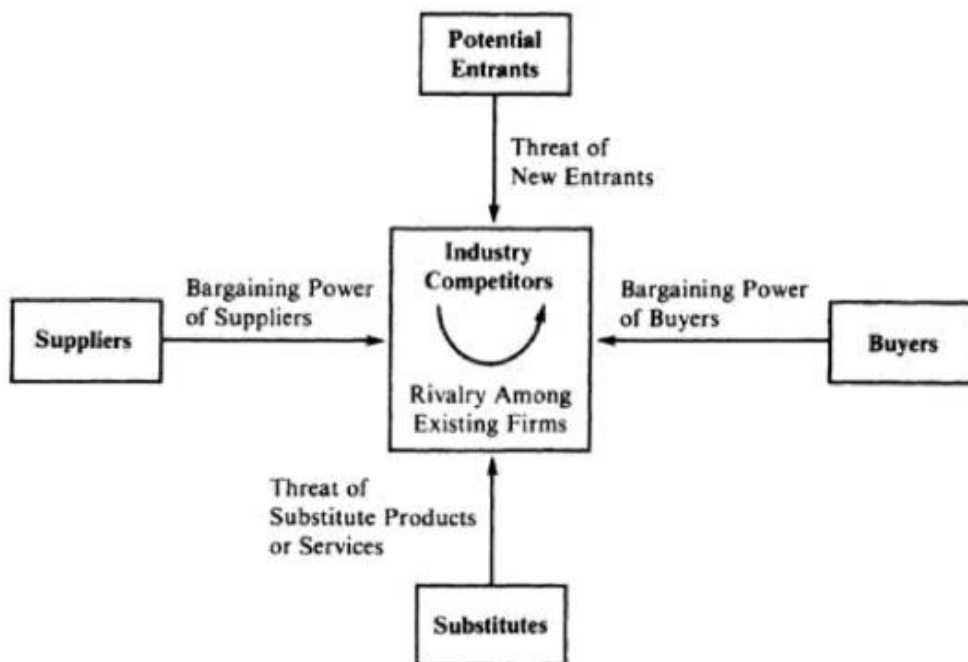 Potential
Entrants
Threat of
New Entrants
Industry
Competitors
Bargaining Power
of Suppliers
Bargaining Power
of Buyers
Suppliers
Buyers
Rivalry Among
Existing Firms
Threat of
Substitute Products
or Services
Substitutes